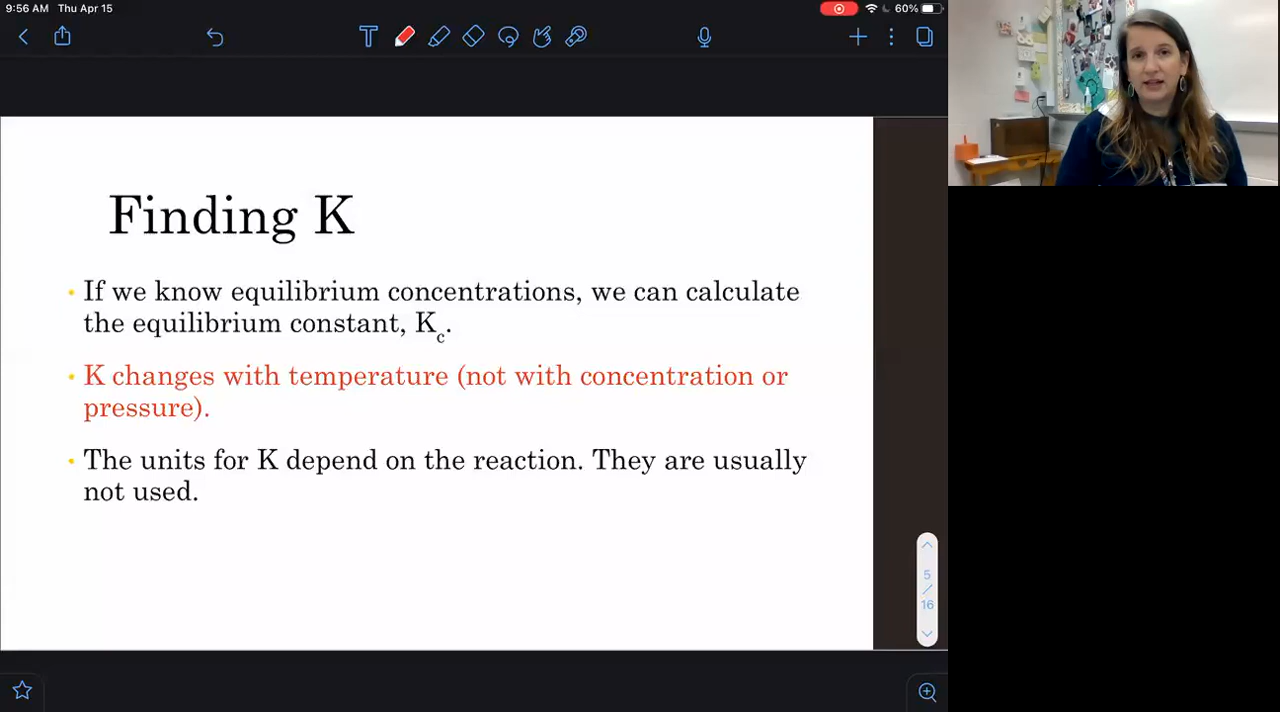 9:56 AM Thu Apr 15
60%
T
Finding K
• If we know equilibrium concentrations, we can calculate
the equilibrium constant, Kc.
• K changes with temperature (not with concentration or
pressure).
• The units for K depend on the reaction. They are usually
not used.
5
/
16